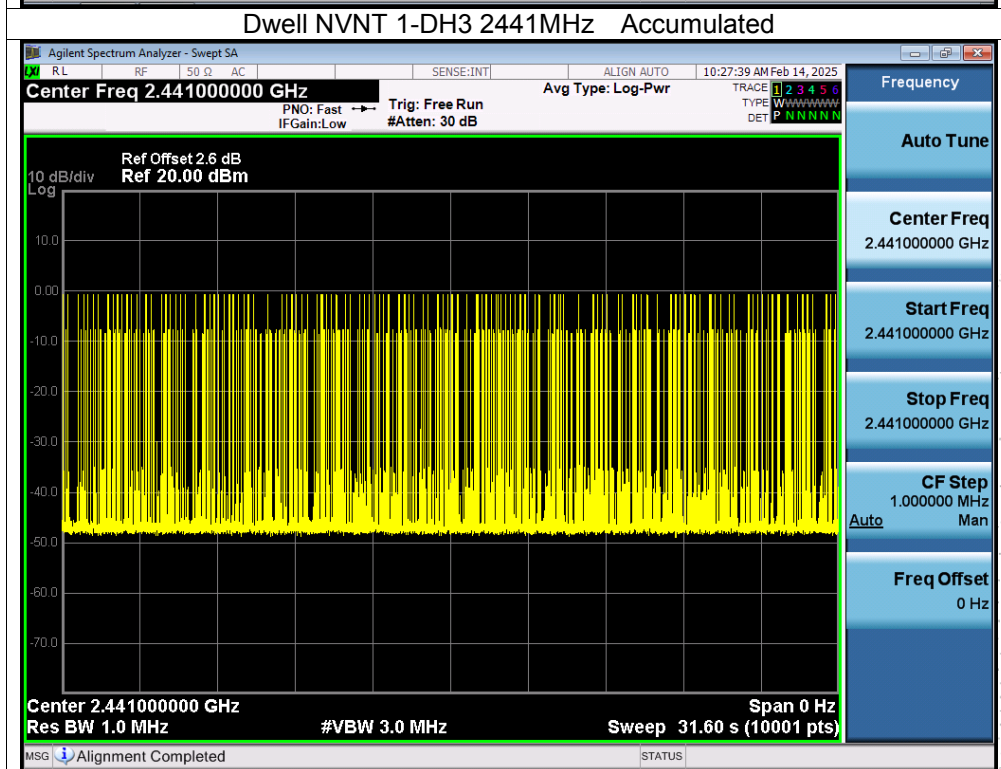 Dwell NVNT 1-DH3 2441MHz Accumulated
Agilent Spectrum Analyzer - Swept SA
LXI RL RF 50 Ω AC SENSE:INT ALIGN AUTO 10:27:39 AM Feb 14, 2025
Center Freq 2.441000000 GHz
PNO: Fast
IFGain:Low
Trig: Free Run
#Atten: 30 dB
Avg Type: Log-Pwr
TRACE 1 2 3 4 5 6
TYPE WWWWWWW
DET P N N N N N
Ref Offset 2.6 dB
10 dB/div Ref 20.00 dBm
Log
10.0
0.00
-10.0
-20.0
-30.0
-40.0
-50.0
-60.0
-70.0
Center 2.441000000 GHz Span 0 Hz
Res BW 1.0 MHz #VBW 3.0 MHz Sweep 31.60 s (10001 pts)
MSG Alignment Completed STATUS
Frequency
Auto Tune
Center Freq
2.441000000 GHz
Start Freq
2.441000000 GHz
Stop Freq
2.441000000 GHz
CF Step
1.000000 MHz
Auto Man
Freq Offset
0 Hz